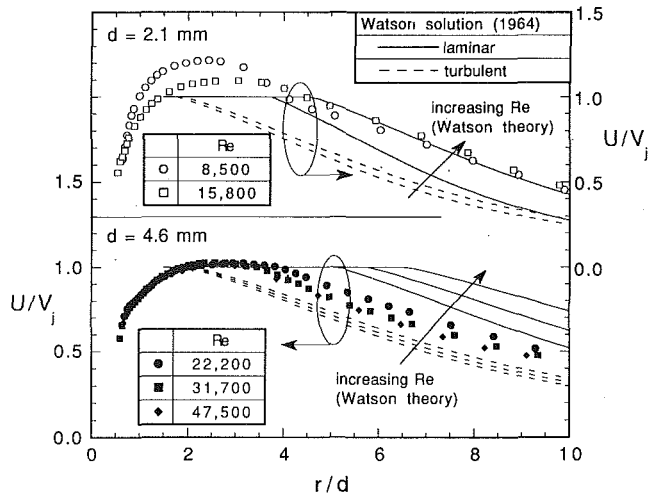 1.5
Watson solution (1964)
laminar
turbulent
d = 2.1 mm
increasing Re
(Watson theory)
1.0
U/Vj
Re
8,500
15,800
1.5
0.5
d = 4.6 mm
1.0
0.0
U/Vj
Re
22,200
31,700
47,500
increasing Re
(Watson theory)
0.5
0.0
0 2 4 6 8 10
r/d